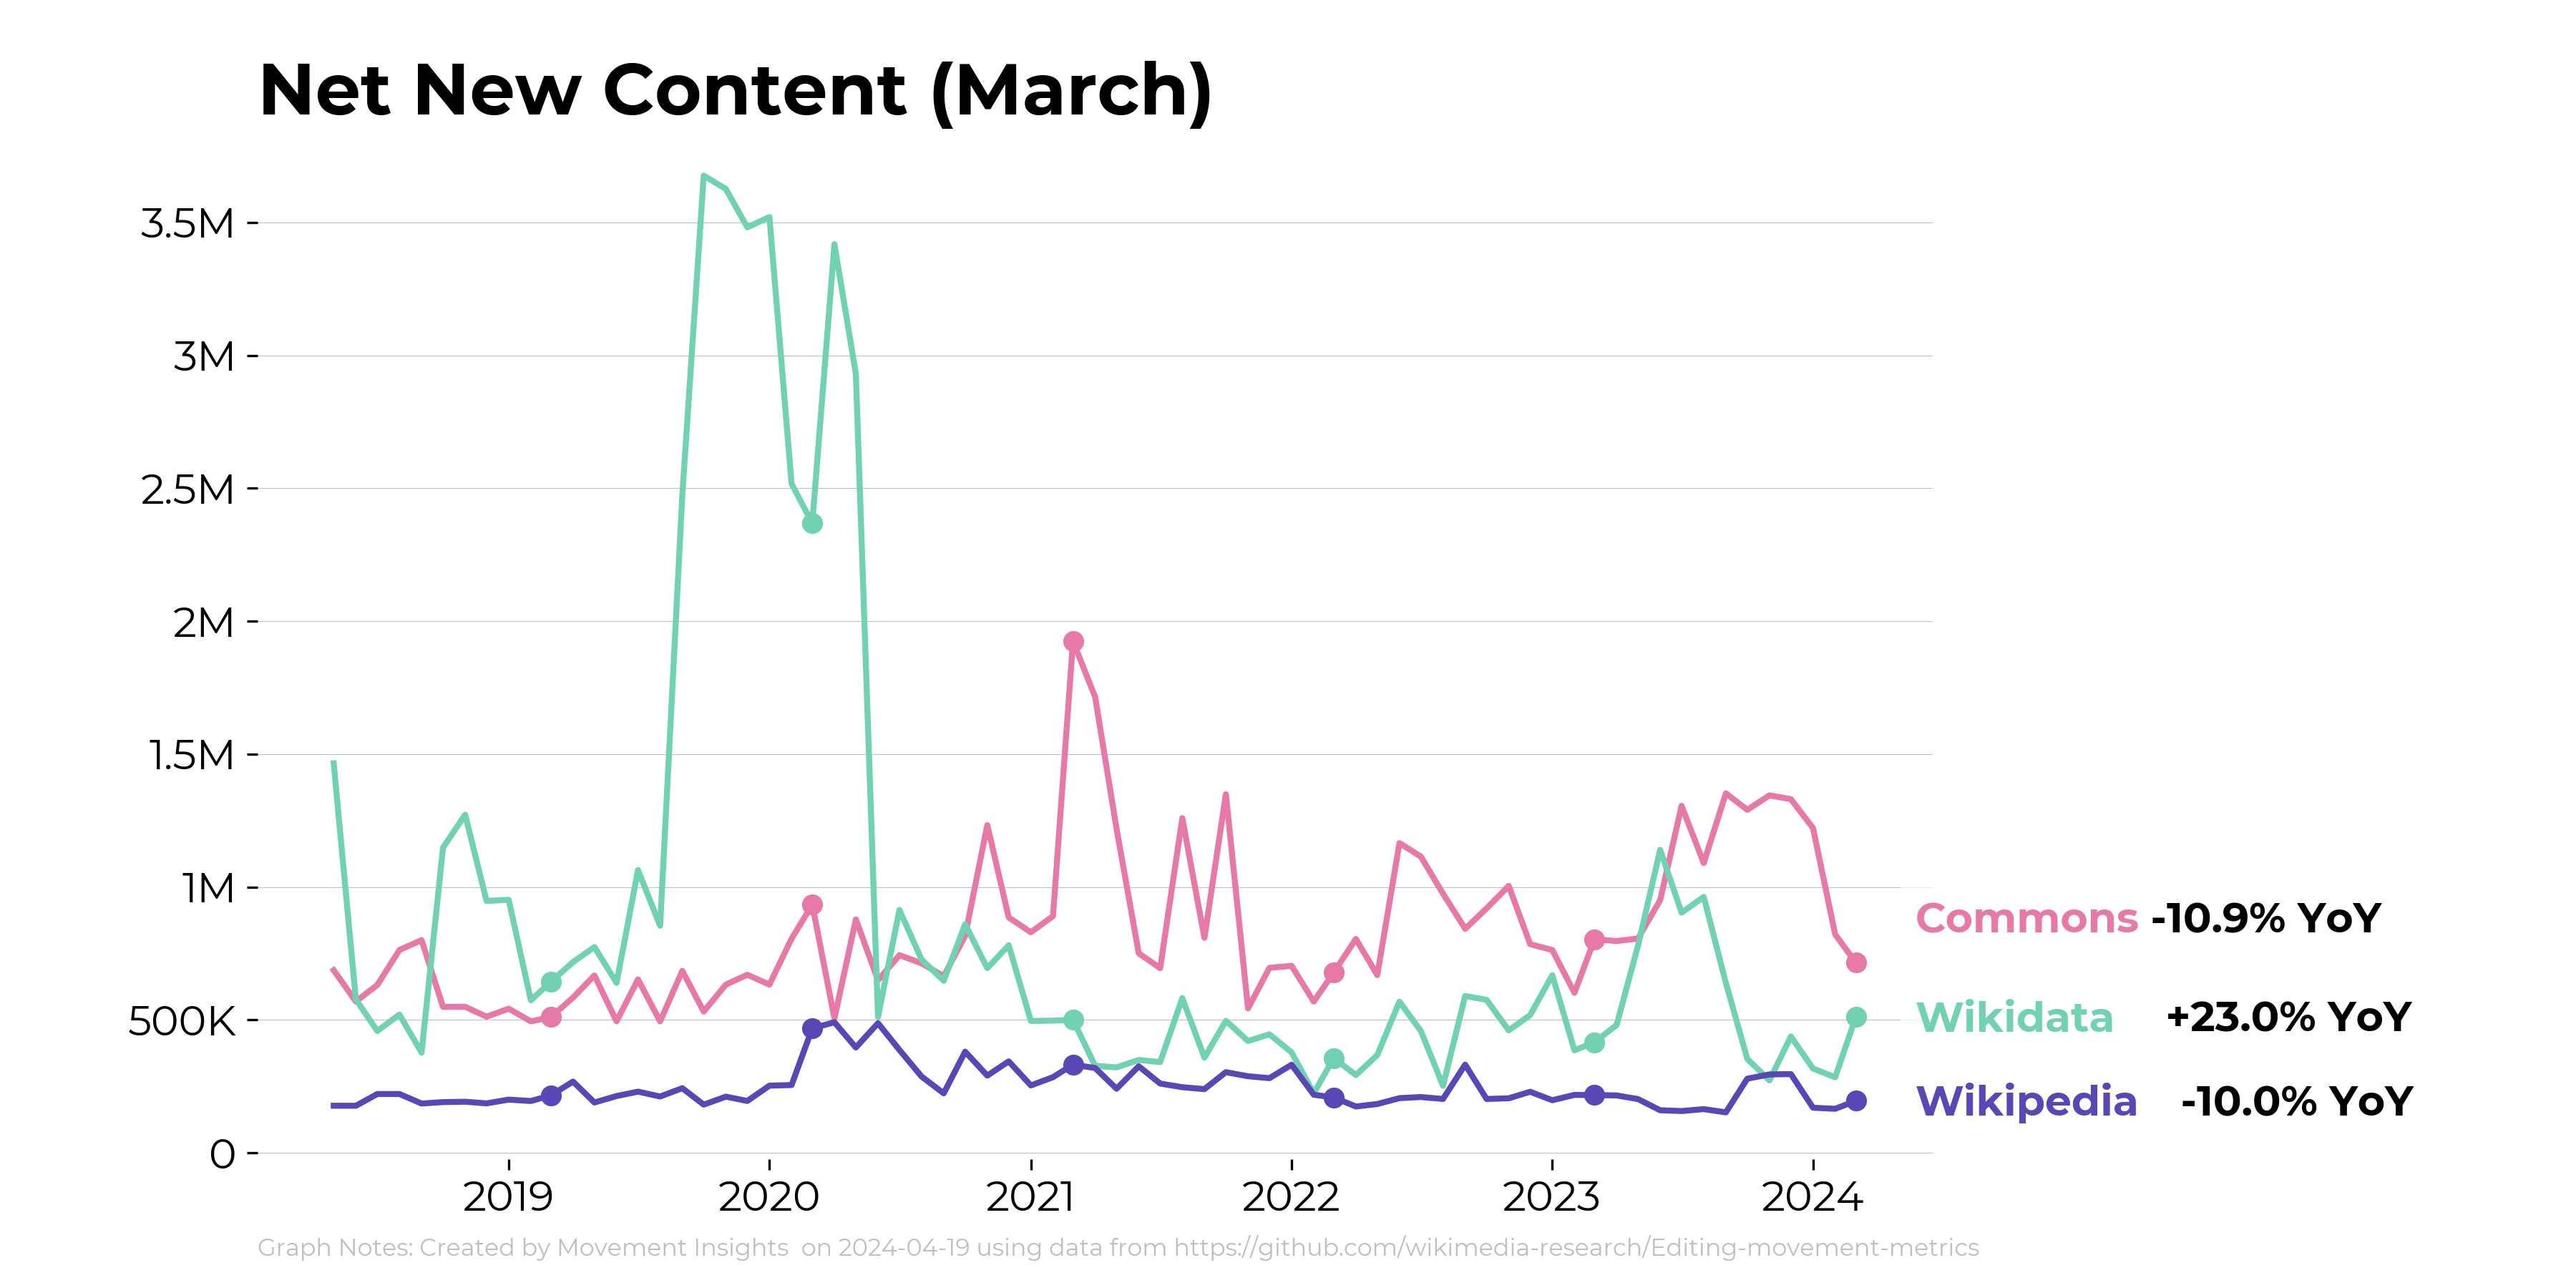 Net New Content (March)
3.5M
3M
2.5M
2M
1.5M
1M
500K
0
Commons -10.9% YoY
Wikidata +23.0% YoY
Wikipedia -10.0% YoY
2019 2020 2021 2022 2023 2024
Graph Notes: Created by Movement Insights  on 2024-04-19 using data from https://github.com/wikimedia-research/Editing-movement-metrics